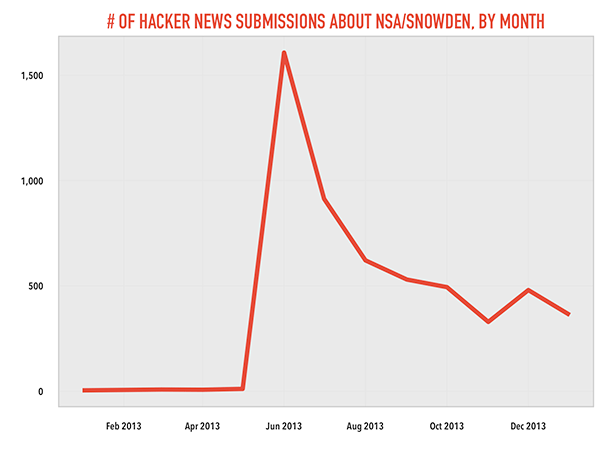 # OF HACKER NEWS SUBMISSIONS ABOUT NSA/SNOWDEN, BY MONTH
1,500
1,000
500
0
Feb 2013 Apr 2013 Jun 2013 Aug 2013 Oct 2013 Dec 2013